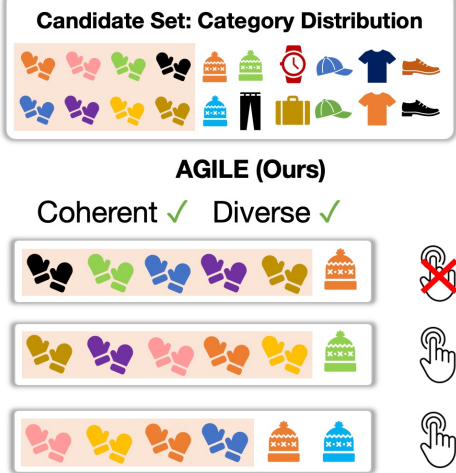 Candidate Set: Category Distribution
AGILE (Ours)
Coherent ✓ Diverse ✓